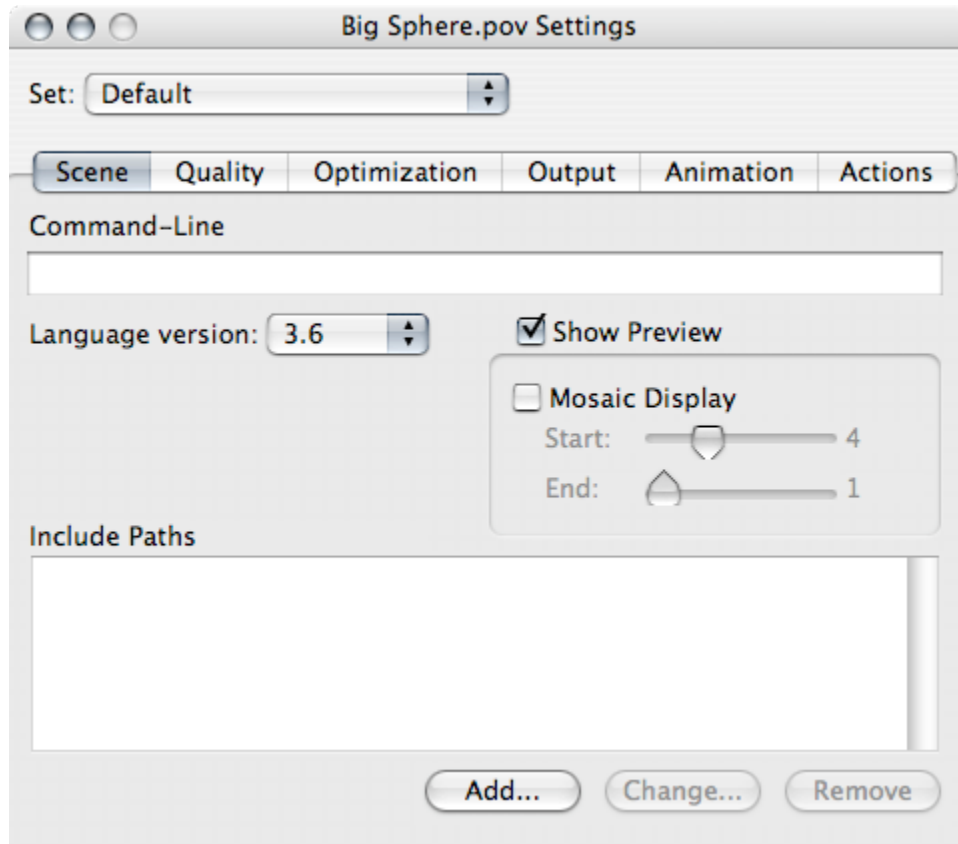 Big Sphere.pov Settings
Set: Default
Scene Quality Optimization Output Animation Actions
Command-Line
Language version: 3.6
Show Preview
Mosaic Display
Start: 4
End: 1
Include Paths
Add... Change... Remove